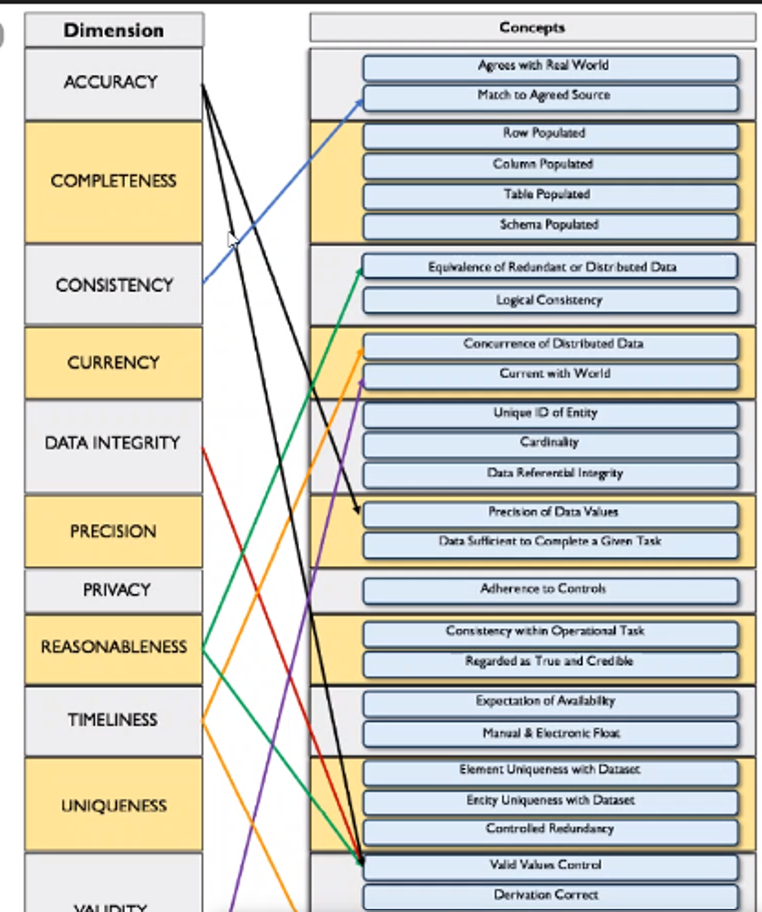 Dimension
Concepts
ACCURACY
Agrees with Real World
Match to Agreed Source
COMPLETENESS
Row Populated
Column Populated
Table Populated
Schema Populated
CONSISTENCY
Equivalence of Redundant or Distributed Data
Logical Consistency
CURRENCY
Concurrence of Distributed Data
Current with World
DATA INTEGRITY
Unique ID of Entity
Cardinality
Data Referential Integrity
PRECISION
Precision of Data Values
Data Sufficient to Complete a Given Task
PRIVACY
Adherence to Controls
REASONABLENESS
Consistency within Operational Task
Regarded as True and Credible
TIMELINESS
Expectation of Availability
Manual & Electronic Float
UNIQUENESS
Element Uniqueness with Dataset
Entity Uniqueness with Dataset
Controlled Redundancy
VALIDITY
Valid Values Control
Derivation Correct